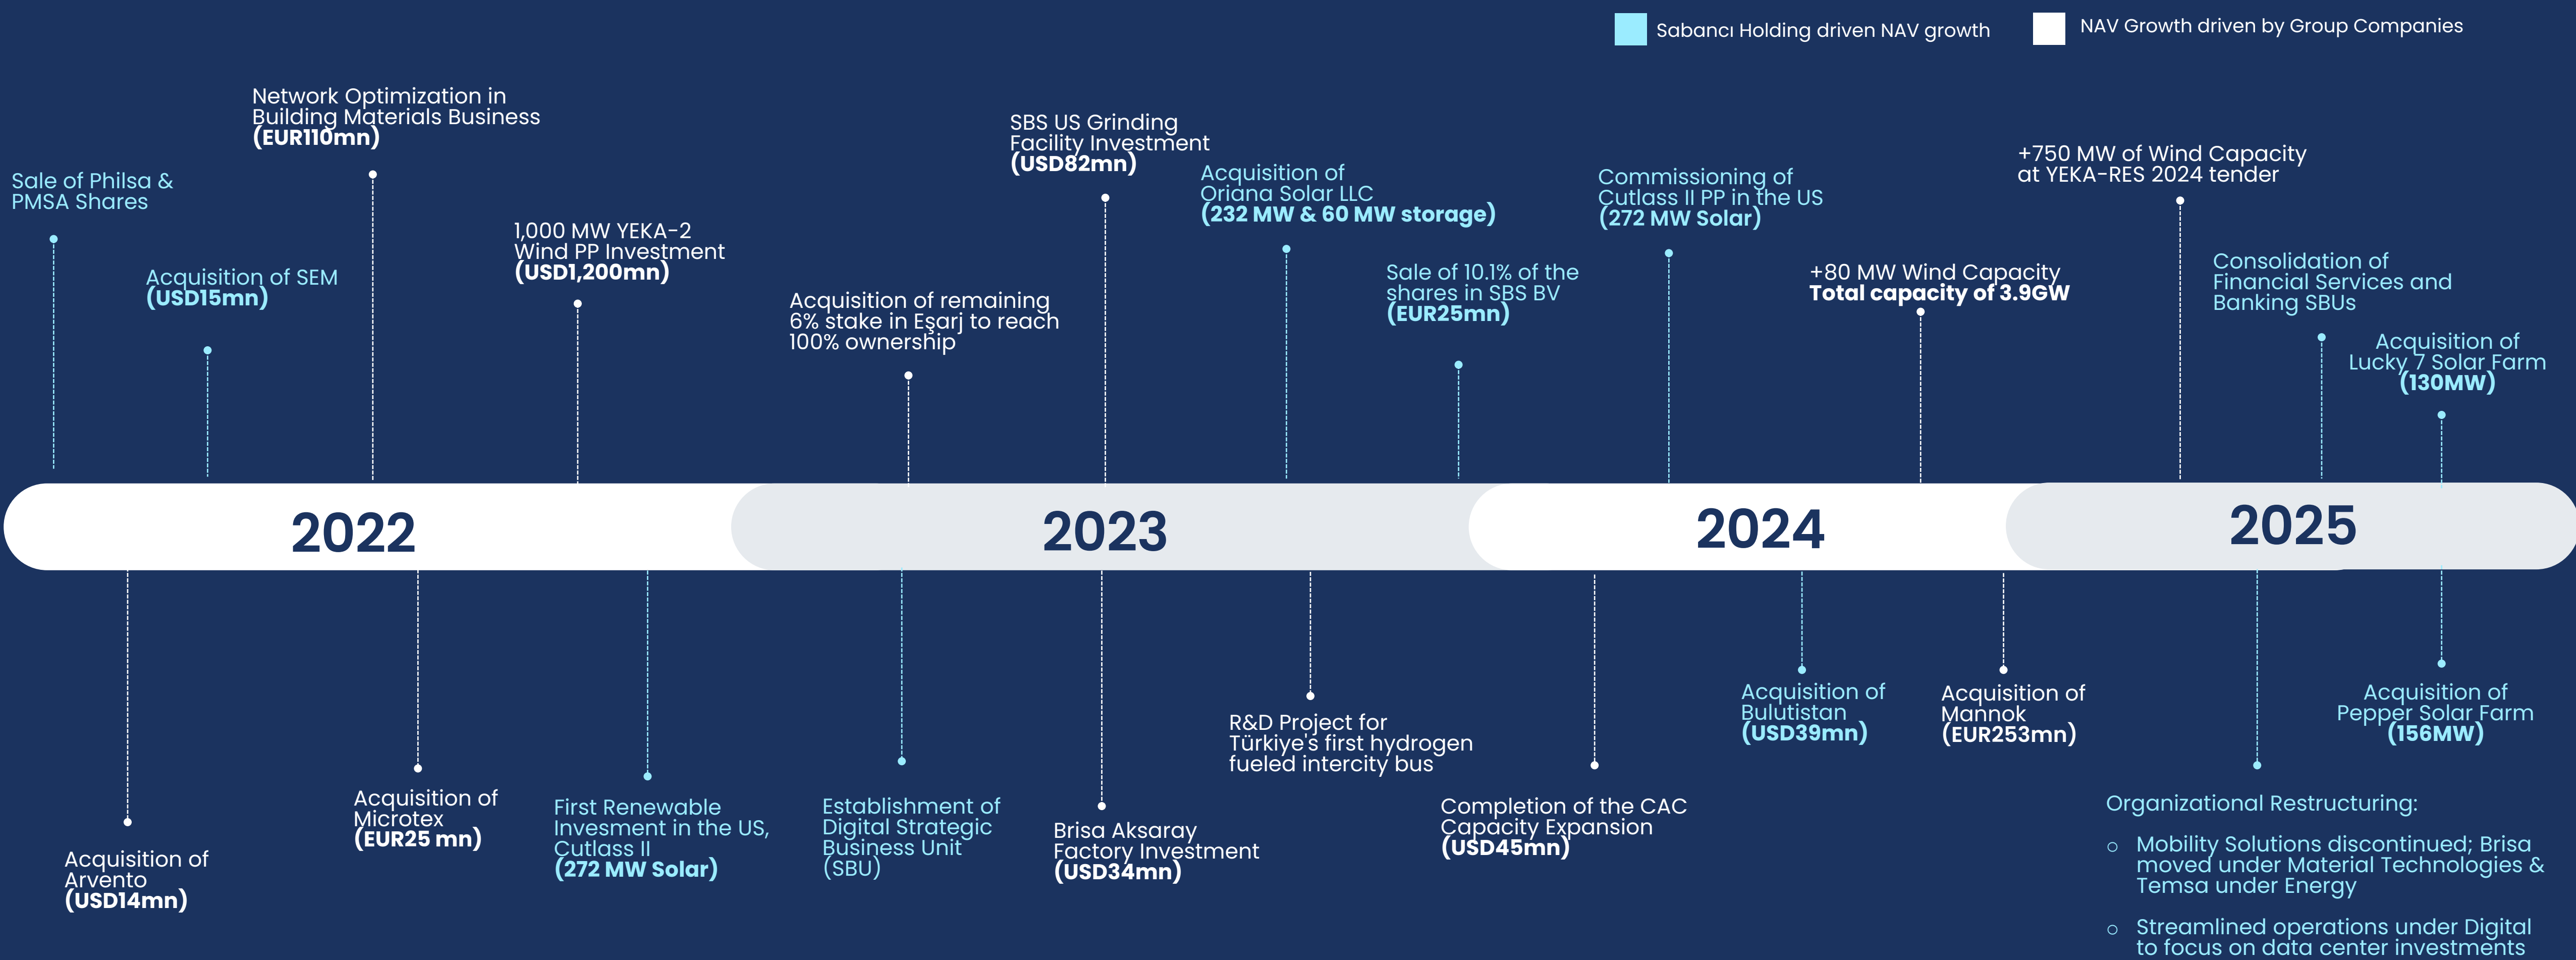 Sabancı Holding driven NAV growth
NAV Growth driven by Group Companies
Sale of Philsa &
PMSA Shares
Acquisition of SEM
(USD15mn)
Network Optimization in
Building Materials Business
(EUR110mn)
1,000 MW YEKA-2
Wind PP Investment
(USD1,200mn)
Acquisition of remaining
6% stake in Eşarj to reach
100% ownership
SBS US Grinding
Facility Investment
(USD82mn)
Acquisition of
Oriana Solar LLC
(232 MW & 60 MW storage)
Sale of 10.1% of the
shares in SBS BV
(EUR25mn)
Commissioning of
Cutlass II PP in the US
(272 MW Solar)
+80 MW Wind Capacity
Total capacity of 3.9GW
+750 MW of Wind Capacity
at YEKA-RES 2024 tender
Consolidation of
Financial Services and
Banking SBUs
Acquisition of
Lucky 7 Solar Farm
(130MW)
2022
2023
2024
2025
Acquisition of
Arvento
(USD14mn)
Acquisition of
Microtex
(EUR25 mn)
First Renewable
Invesment in the US,
Cutlass II
(272 MW Solar)
Establishment of
Digital Strategic
Business Unit
(SBU)
Brisa Aksaray
Factory Investment
(USD34mn)
R&D Project for
Türkiye's first hydrogen
fueled intercity bus
Completion of the CAC
Capacity Expansion
(USD45mn)
Acquisition of
Bulutistan
(USD39mn)
Acquisition of
Mannok
(EUR253mn)
Acquisition of
Pepper Solar Farm
(156MW)
Organizational Restructuring:
○ Mobility Solutions discontinued; Brisa
moved under Material Technologies &
Temsa under Energy
○ Streamlined operations under Digital
to focus on data center investments